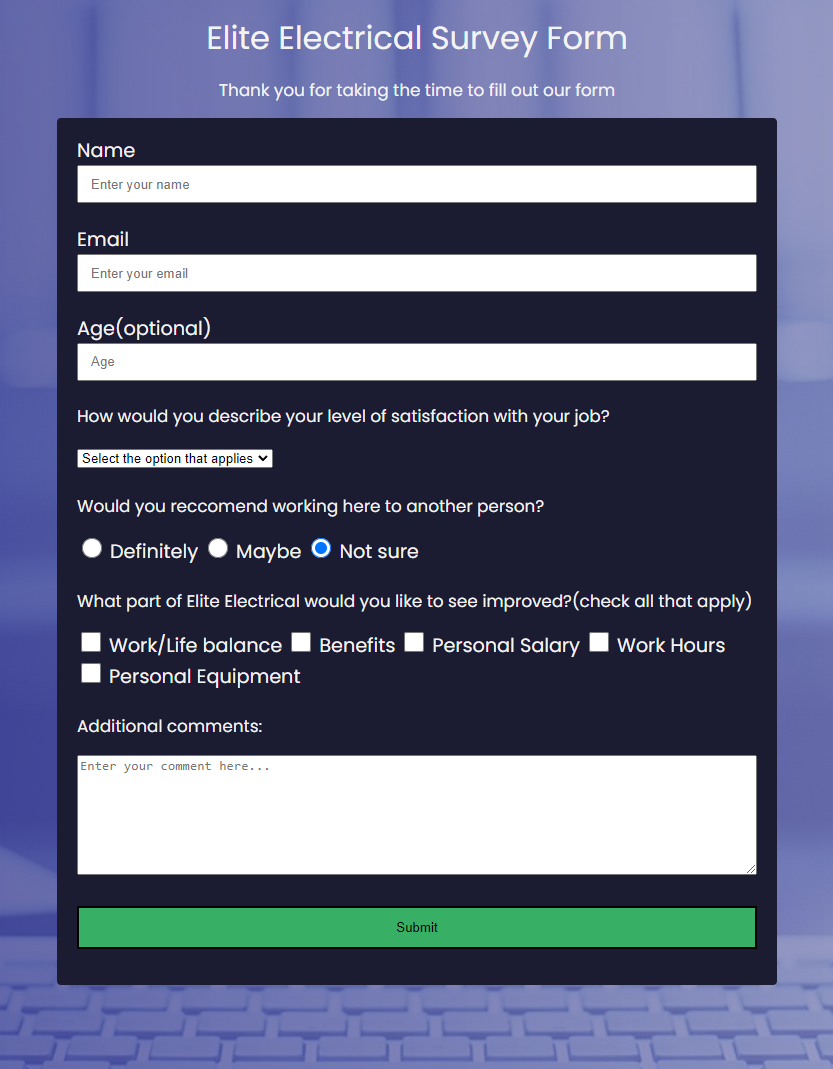 Elite Electrical Survey Form
Thank you for taking the time to fill out our form
Name
Enter your name
Email
Enter your email
Age(optional)
Age
How would you describe your level of satisfaction with your job?
Select the option that applies
Would you reccomend working here to another person?
Definitely Maybe Not sure
What part of Elite Electrical would you like to see improved?(check all that apply)
Work/Life balance Benefits Personal Salary Work Hours
Personal Equipment
Additional comments:
Enter your comment here...
Submit